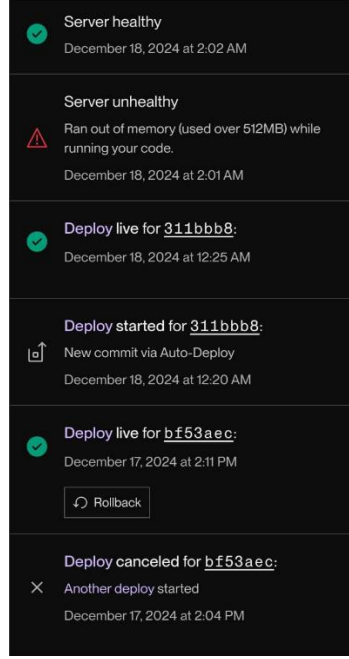 Server healthy
December 18, 2024 at 2:02 AM
Server unhealthy
Ran out of memory (used over 512MB) while
running your code.
December 18, 2024 at 2:01 AM
Deploy live for 311bbb8:
December 18, 2024 at 12:25 AM
Deploy started for 311bbb8:
New commit via Auto-Deploy
December 18, 2024 at 12:20 AM
Deploy live for bf53aec:
December 17, 2024 at 2:11 PM
Rollback
Deploy canceled for bf53aec:
Another deploy started
December 17, 2024 at 2:04 PM